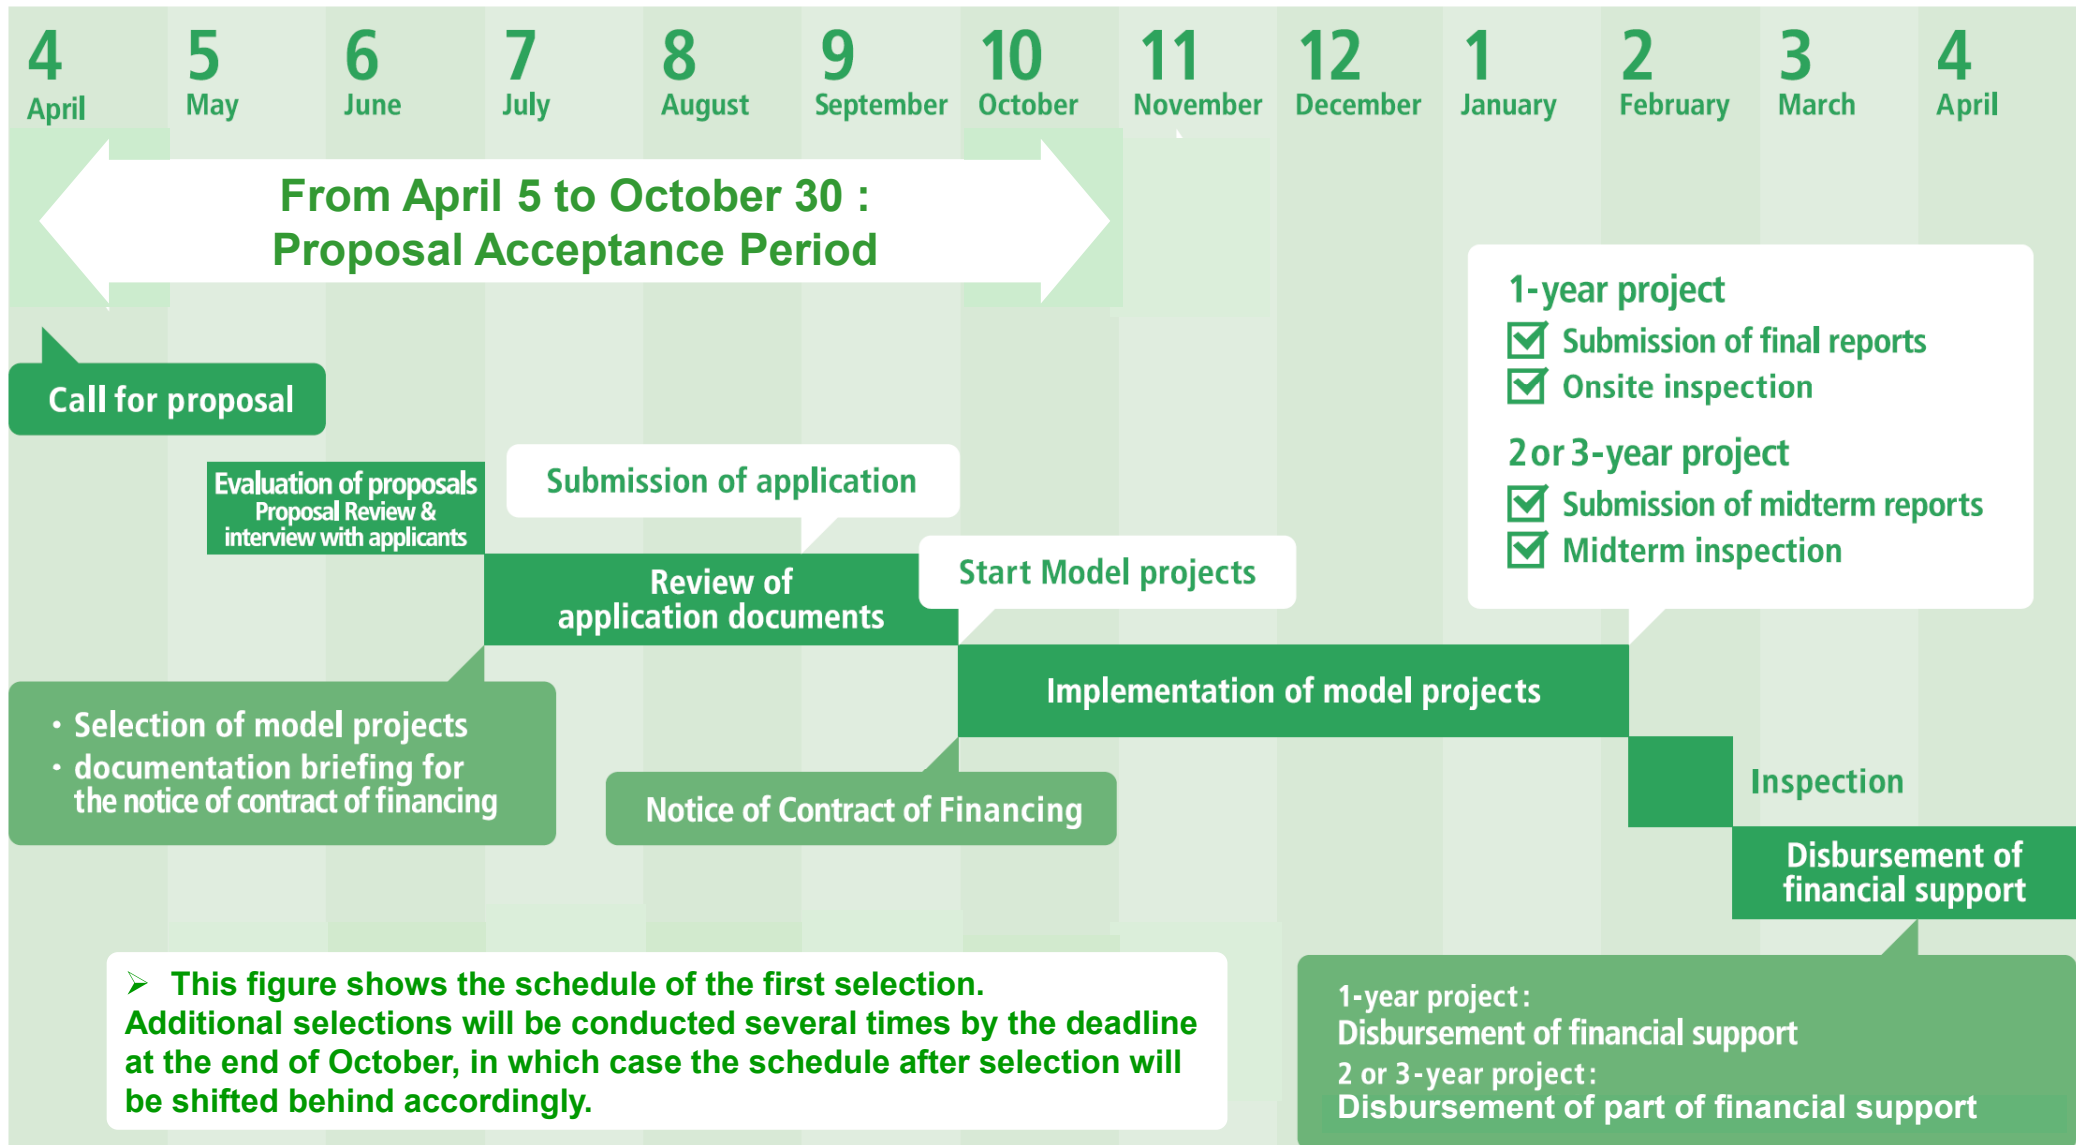 4 5 6 7 8 9 10 11 12 1 2 3 4
April May June July August September October November December January February March April
From April 5 to October 30 :
Proposal Acceptance Period
Call for proposal
Evaluation of proposals
Proposal Review &
interview with applicants
Submission of application
Review of
application documents
Start Model projects
1-year project
Submission of final reports
Onsite inspection
2 or 3-year project
Submission of midterm reports
Midterm inspection
・Selection of model projects
・documentation briefing for
the notice of contract of financing
Implementation of model projects
Notice of Contract of Financing
Inspection
Disbursement of
financial support
➢ This figure shows the schedule of the first selection.
Additional selections will be conducted several times by the deadline
at the end of October, in which case the schedule after selection will
be shifted behind accordingly.
1-year project:
Disbursement of financial support
2 or 3-year project:
Disbursement of part of financial support